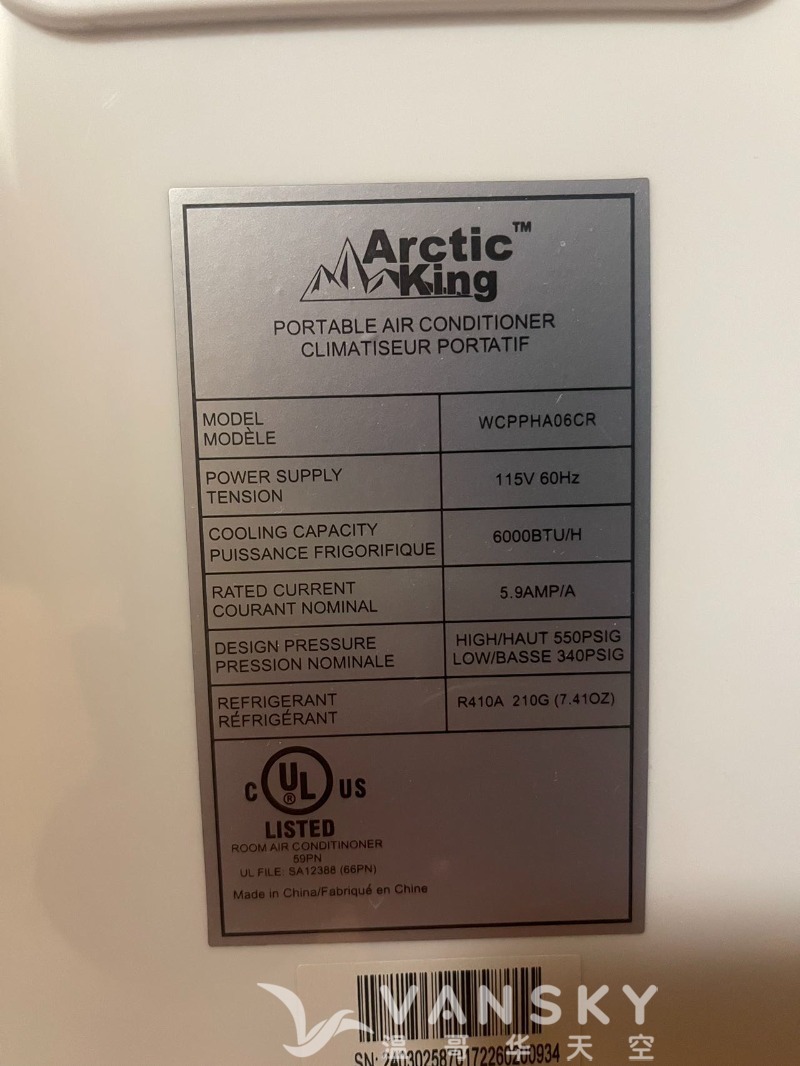 Arctic™
King
PORTABLE AIR CONDITIONER
CLIMATISEUR PORTATIF
MODEL
MODÈLE
WCPPHA06CR
POWER SUPPLY
TENSION
115V 60Hz
COOLING CAPACITY
PUISSANCE FRIGORIFIQUE
6000BTU/H
RATED CURRENT
COURANT NOMINAL
5.9AMP/A
DESIGN PRESSURE
PRESSION NOMINALE
HIGH/HAUT 550PSIG
LOW/BASSE 340PSIG
REFRIGERANT
RÉFRIGÉRANT
R410A 210G (7.41OZ)
C UL® US
LISTED
ROOM AIR CONDITINONER
59PN
UL FILE: SA12388 (66PN)
Made in China/Fabriqué en Chine
VANSKY
温哥华天空
SN: